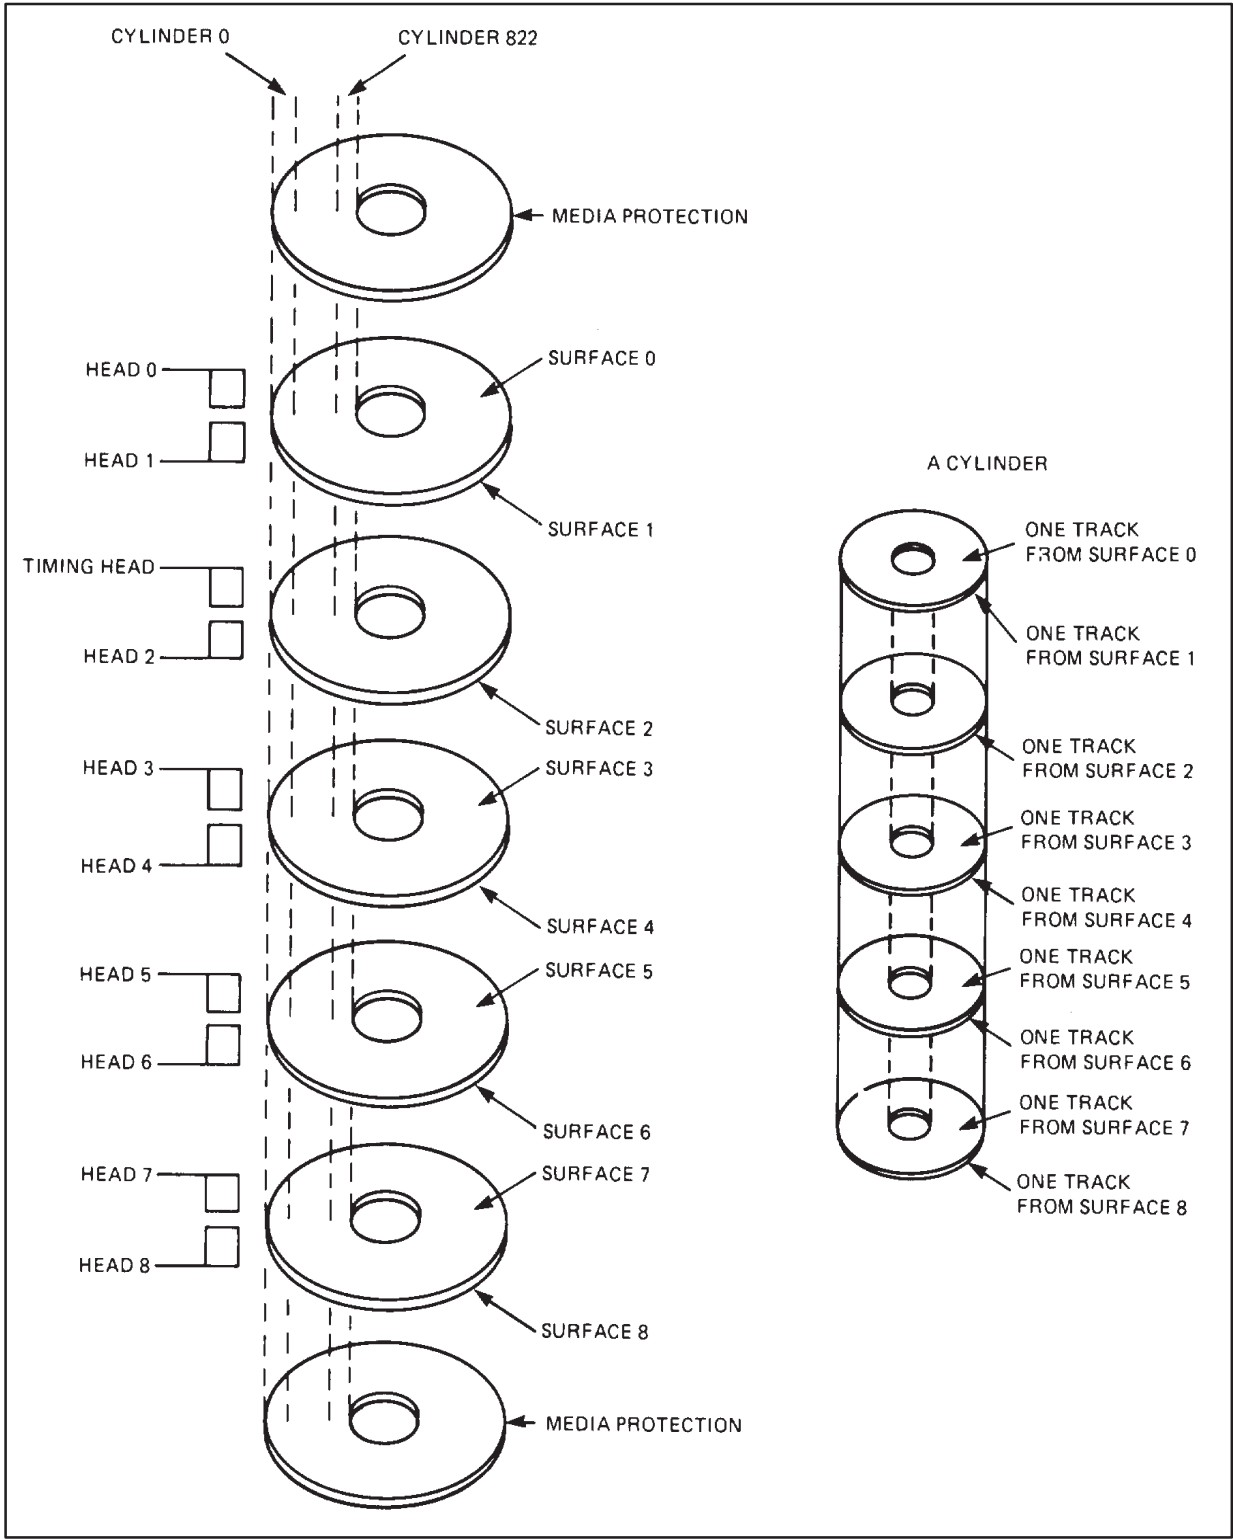 CYLINDER 0
CYLINDER 822
MEDIA PROTECTION
HEAD 0
SURFACE 0
HEAD 1
SURFACE 1
TIMING HEAD
HEAD 2
SURFACE 2
HEAD 3
SURFACE 3
HEAD 4
SURFACE 4
HEAD 5
SURFACE 5
HEAD 6
SURFACE 6
HEAD 7
SURFACE 7
HEAD 8
SURFACE 8
MEDIA PROTECTION
A CYLINDER
ONE TRACK
FROM SURFACE 0
ONE TRACK
FROM SURFACE 1
ONE TRACK
FROM SURFACE 2
ONE TRACK
FROM SURFACE 3
ONE TRACK
FROM SURFACE 4
ONE TRACK
FROM SURFACE 5
ONE TRACK
FROM SURFACE 6
ONE TRACK
FROM SURFACE 7
ONE TRACK
FROM SURFACE 8